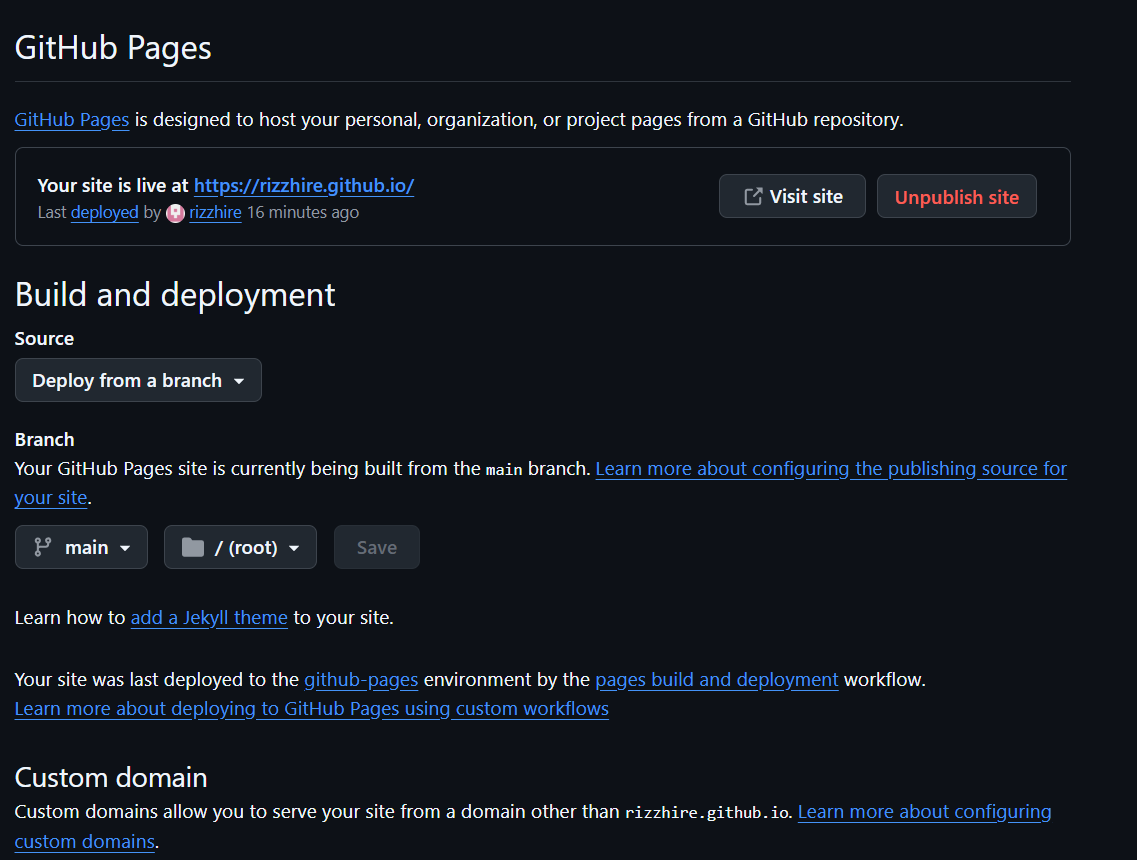 GitHub Pages
GitHub Pages is designed to host your personal, organization, or project pages from a GitHub repository.
Your site is live at https://rizzhire.github.io/
Last deployed by rizzhire 16 minutes ago
Visit site
Unpublish site
Build and deployment
Source
Deploy from a branch
Branch
Your GitHub Pages site is currently being built from the main branch. Learn more about configuring the publishing source for
your site.
main
/ (root)
Save
Learn how to add a Jekyll theme to your site.
Your site was last deployed to the github-pages environment by the pages build and deployment workflow.
Learn more about deploying to GitHub Pages using custom workflows
Custom domain
Custom domains allow you to serve your site from a domain other than rizzhire.github.io. Learn more about configuring
custom domains.